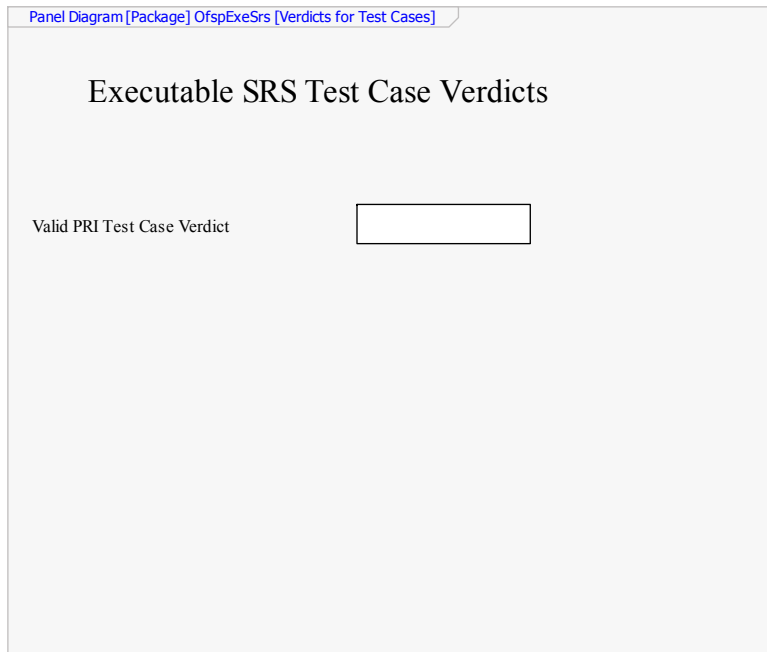 Panel Diagram [Package] OfspExeSrs [Verdicts for Test Cases]
Executable SRS Test Case Verdicts
Valid PRI Test Case Verdict